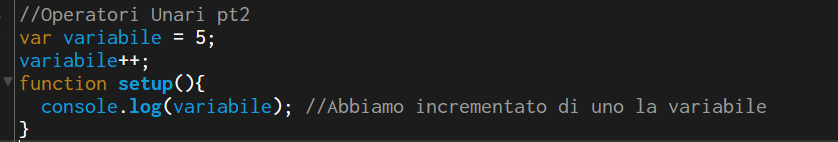 //Operatori Unari pt2
var variabile = 5;
variabile++;
function setup(){
  console.log(variabile); //Abbiamo incrementato di uno la variabile
}